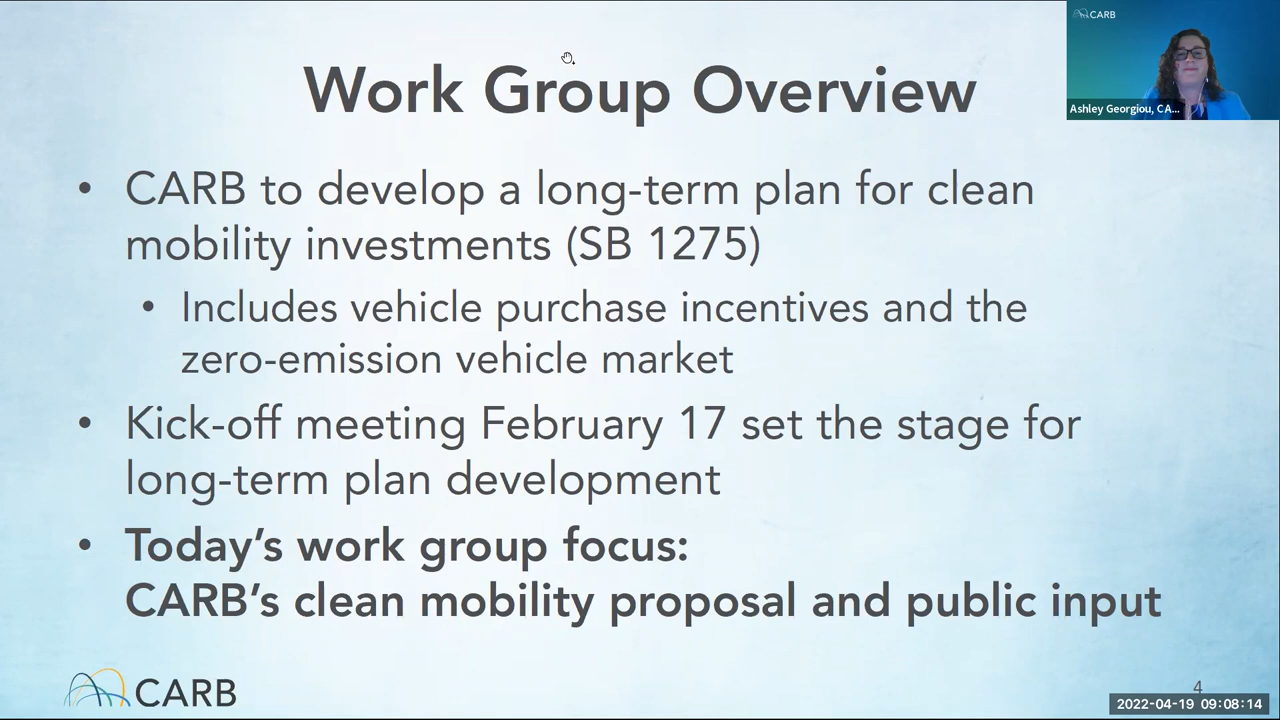 CARB
Ashley Georgiou, CA...
Work Group Overview
• CARB to develop a long-term plan for clean
mobility investments (SB 1275)
• Includes vehicle purchase incentives and the
zero-emission vehicle market
• Kick-off meeting February 17 set the stage for
long-term plan development
• Today's work group focus:
CARB's clean mobility proposal and public input
CARB
4
2022-04-19 09:08:14